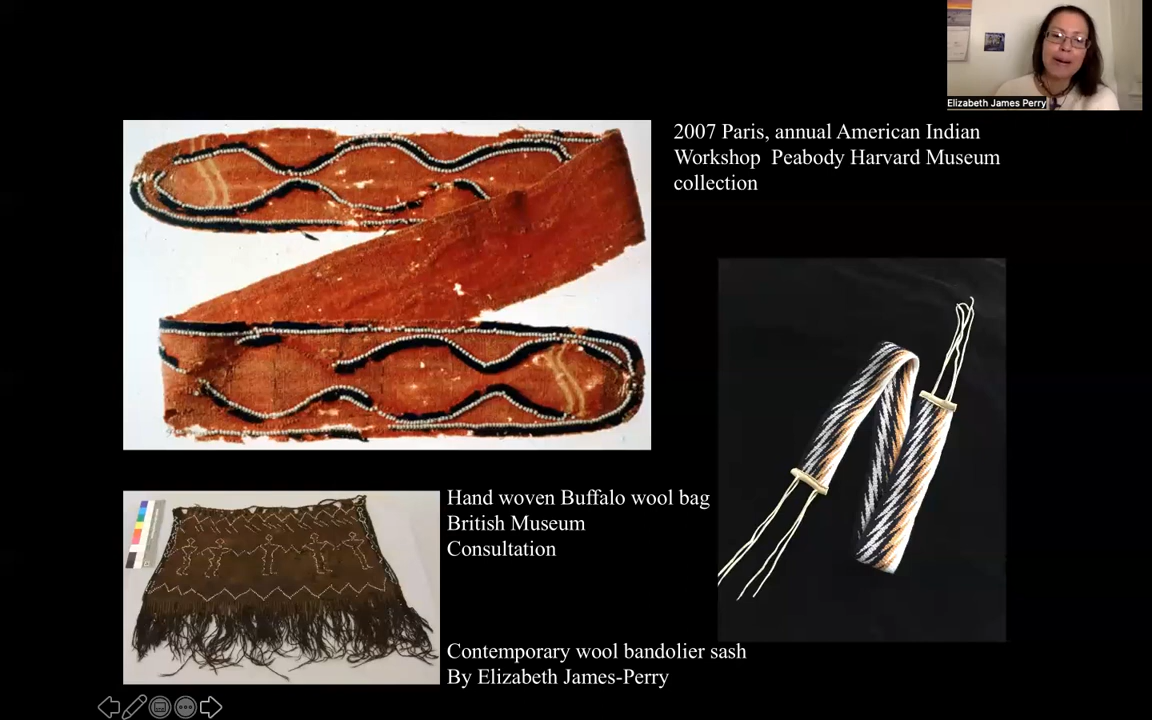 Elizabeth James Perry
2007 Paris, annual American Indian
Workshop  Peabody Harvard Museum
collection
Hand woven Buffalo wool bag
British Museum
Consultation
Contemporary wool bandolier sash
By Elizabeth James-Perry